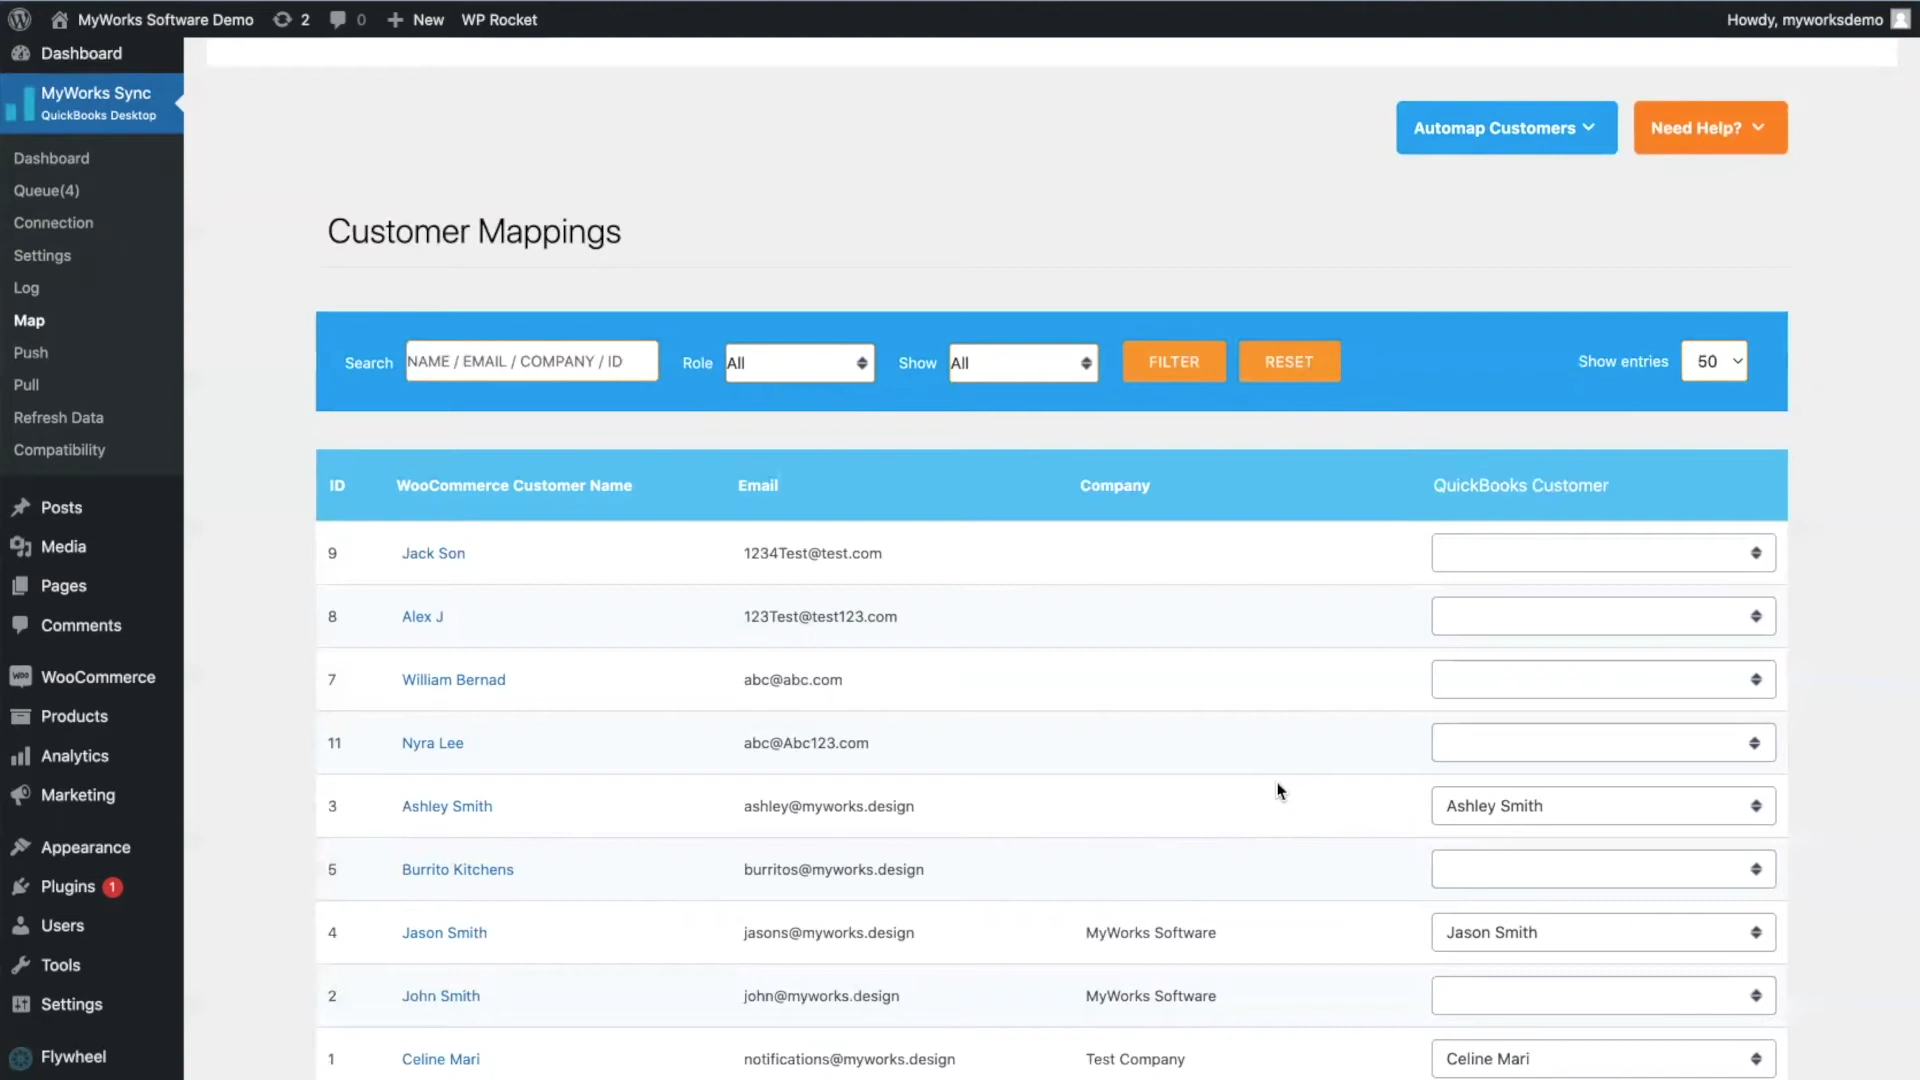 MyWorks Software Demo 2 0 New WP Rocket Howdy, myworksdemo
Dashboard
MyWorks Sync
QuickBooks Desktop
Dashboard
Queue(4)
Connection
Settings
Log
Map
Push
Pull
Refresh Data
Compatibility
Posts
Media
Pages
Comments
WooCommerce
Products
Analytics
Marketing
Appearance
Plugins 1
Users
Tools
Settings
Flywheel
Automap Customers Need Help?
Customer Mappings
Search NAME / EMAIL / COMPANY / ID Role All Show All FILTER RESET Show entries 50
ID WooCommerce Customer Name Email Company QuickBooks Customer
9 Jack Son 1234Test@test.com
8 Alex J 123Test@test123.com
7 William Bernad abc@abc.com
11 Nyra Lee abc@Abc123.com
3 Ashley Smith ashley@myworks.design Ashley Smith
5 Burrito Kitchens burritos@myworks.design
4 Jason Smith jasons@myworks.design MyWorks Software Jason Smith
2 John Smith john@myworks.design MyWorks Software
1 Celine Mari notifications@myworks.design Test Company Celine Mari